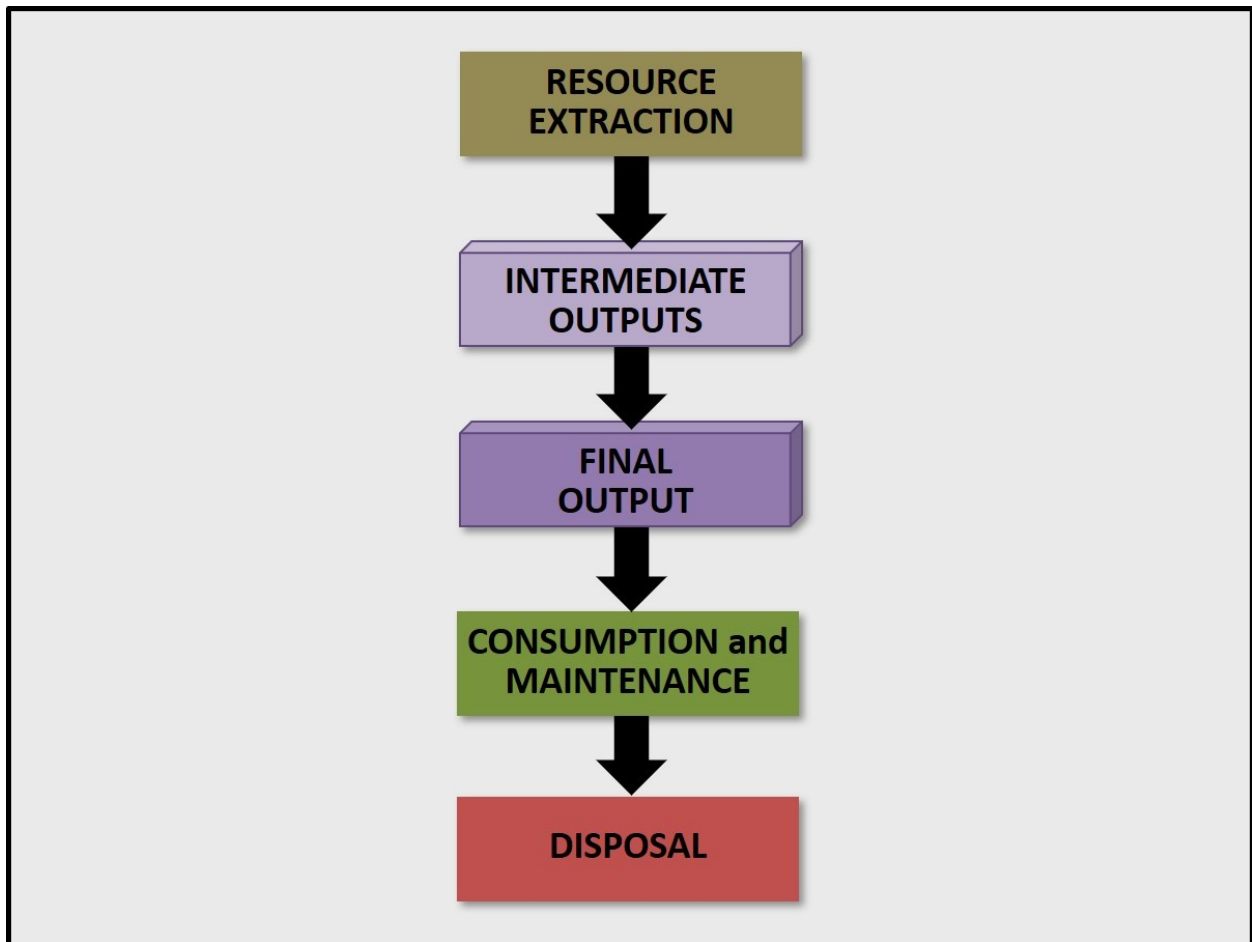 RESOURCE
EXTRACTION
INTERMEDIATE
OUTPUTS
FINAL
OUTPUT
CONSUMPTION and
MAINTENANCE
DISPOSAL